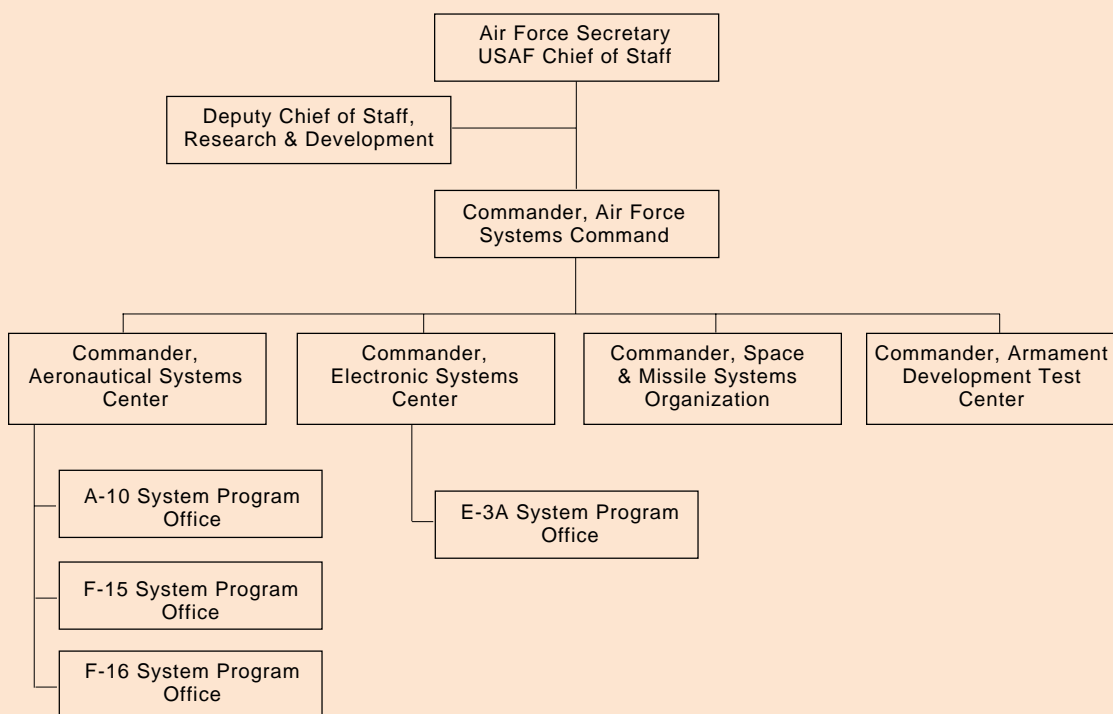 Air Force Secretary
USAF Chief of Staff
Deputy Chief of Staff,
Research & Development
Commander, Air Force
Systems Command
Commander,
Aeronautical Systems
Center
Commander,
Electronic Systems
Center
Commander, Space
& Missile Systems
Organization
Commander, Armament
Development Test
Center
A-10 System Program
Office
E-3A System Program
Office
F-15 System Program
Office
F-16 System Program
Office